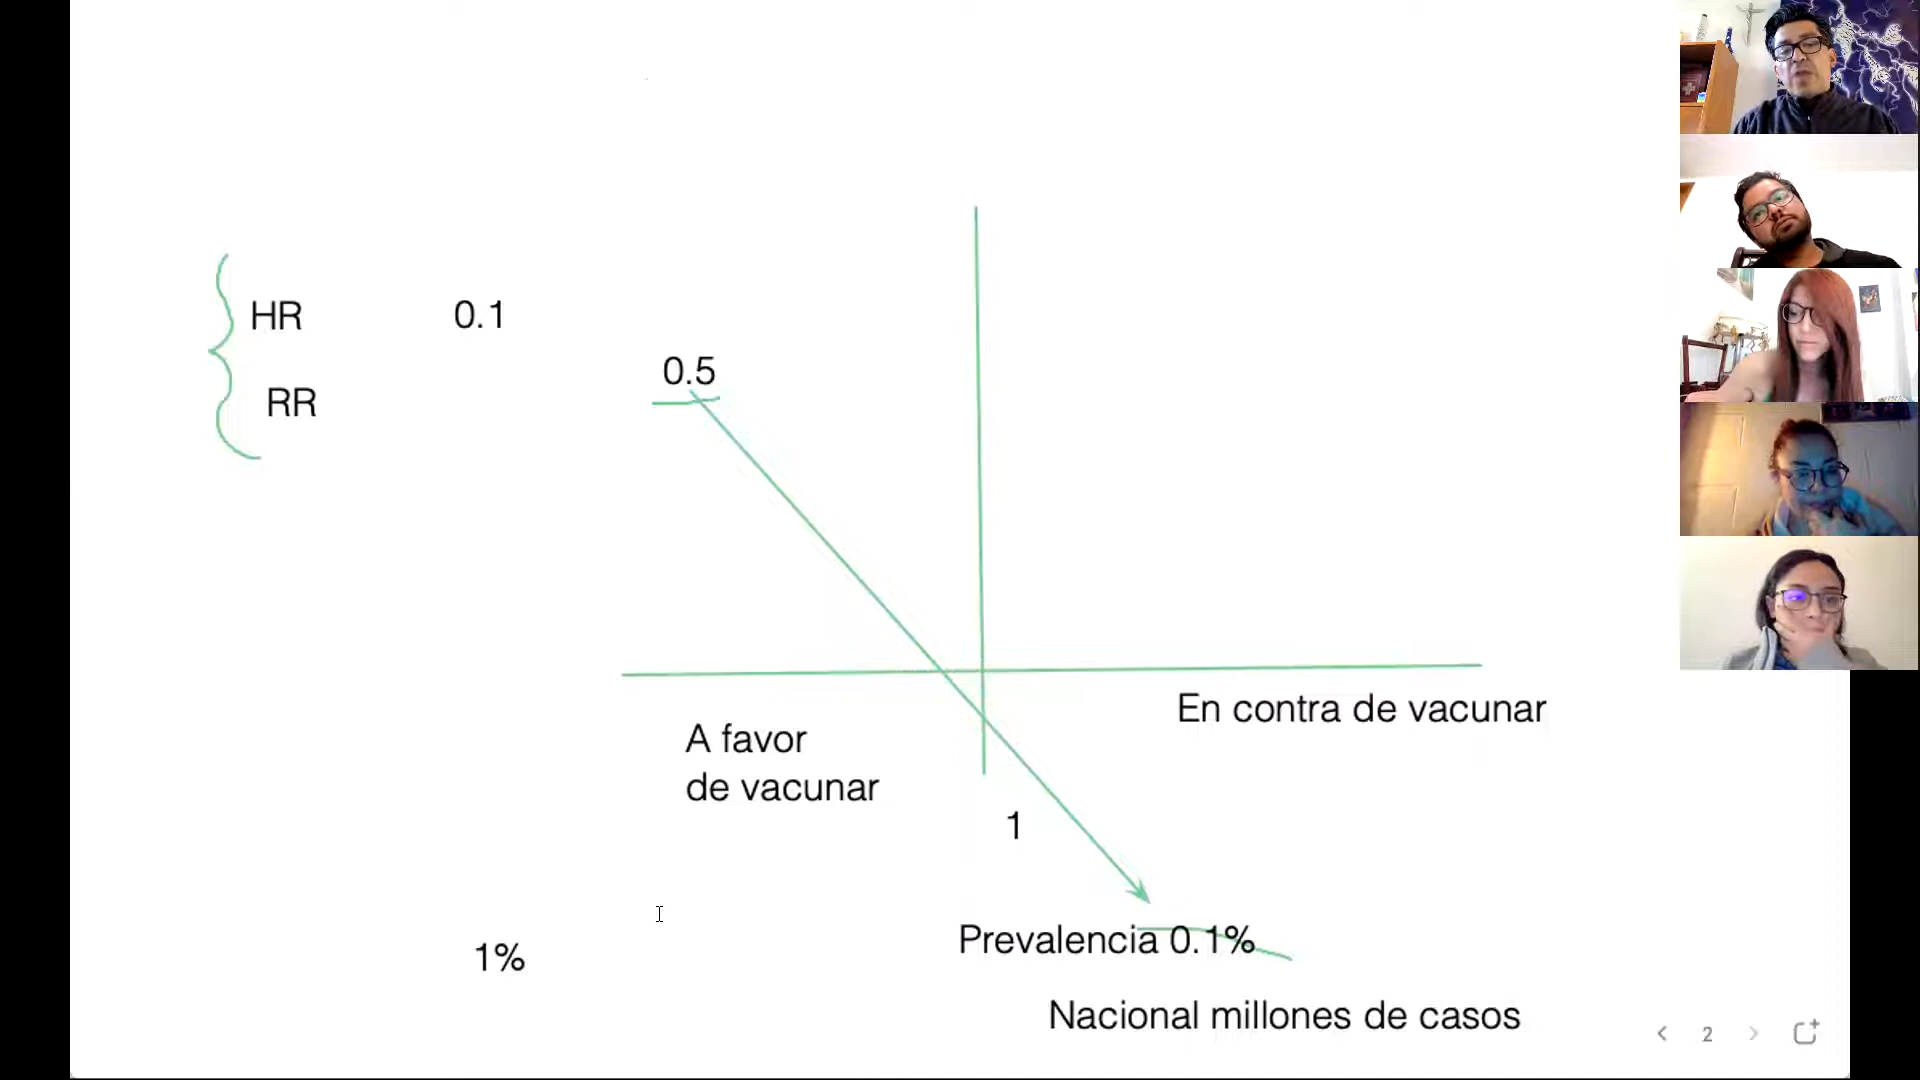 HR
0.1
0.5
RR
En contra de vacunar
A favor
de vacunar
1
Prevalencia 0.1%
1%
Nacional millones de casos
2